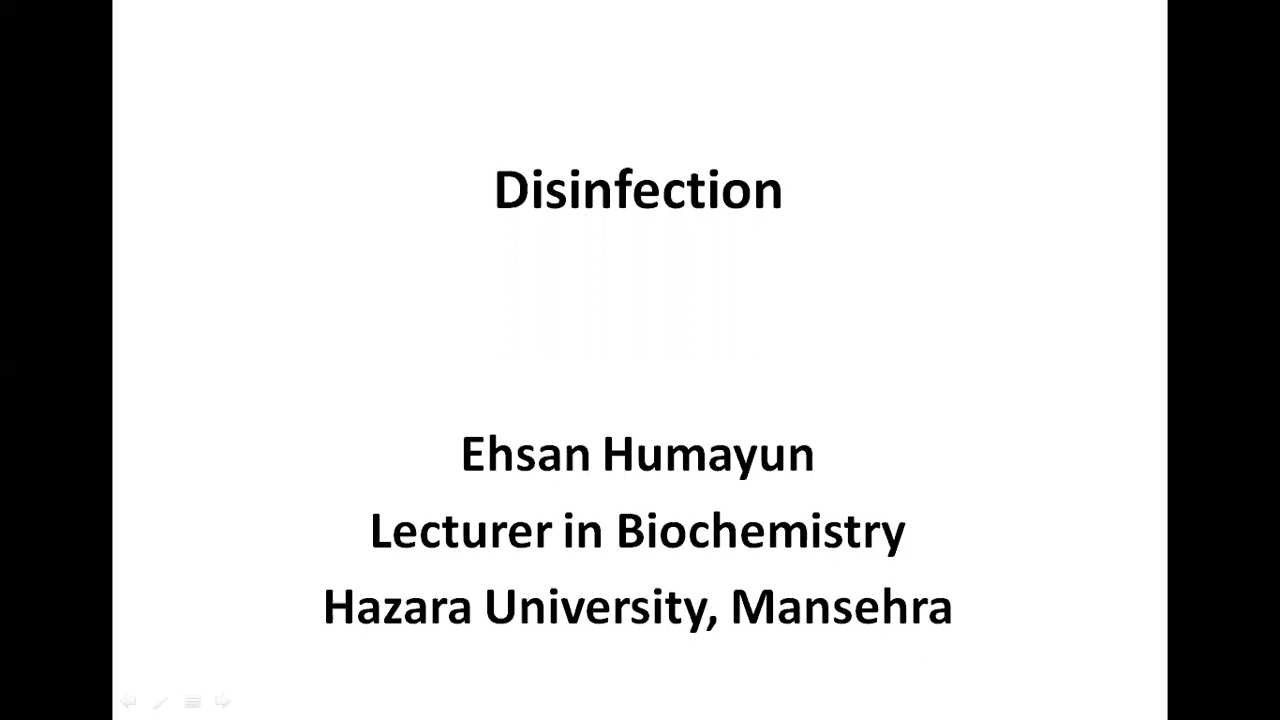 Disinfection
Ehsan Humayun
Lecturer in Biochemistry
Hazara University, Mansehra